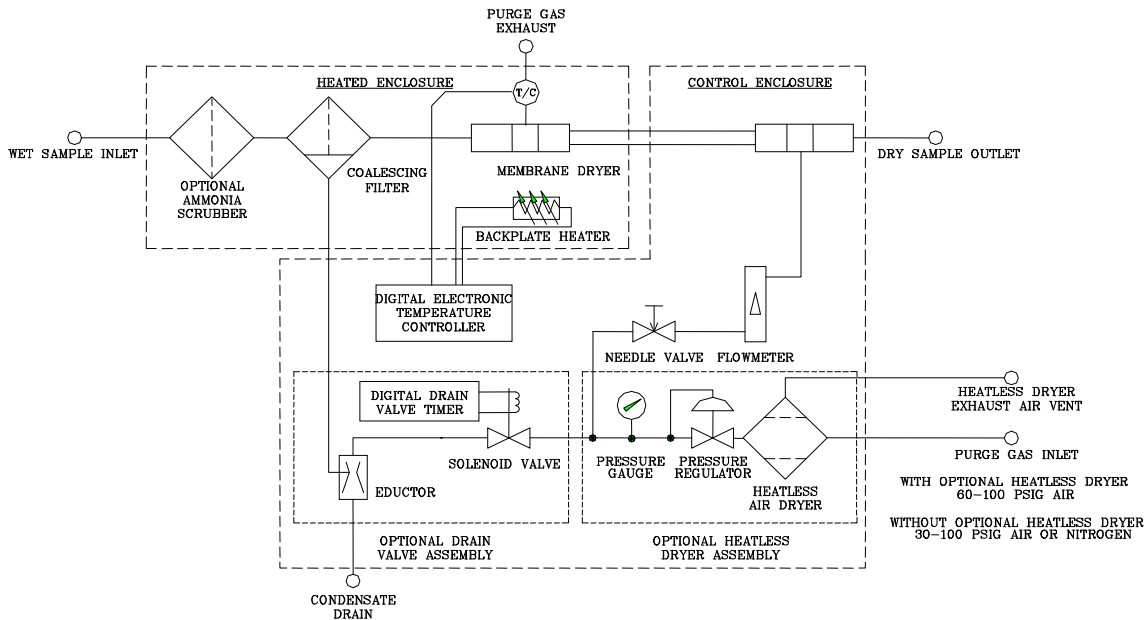 PURGE GAS
EXHAUST
HEATED ENCLOSURE
CONTROL ENCLOSURE
T/C
WET SAMPLE INLET
DRY SAMPLE OUTLET
COALESCING
FILTER
MEMBRANE DRYER
OPTIONAL
AMMONIA
SCRUBBER
BACKPLATE HEATER
DIGITAL ELECTRONIC
TEMPERATURE
CONTROLLER
NEEDLE VALVE
FLOWMETER
DIGITAL DRAIN
VALVE TIMER
HEATLESS DRYER
EXHAUST AIR VENT
SOLENOID VALVE
PRESSURE
GAUGE
PRESSURE
REGULATOR
PURGE GAS INLET
EDUCTOR
HEATLESS
AIR DRYER
WITH OPTIONAL HEATLESS DRYER
60-100 PSIG AIR
WITHOUT OPTIONAL HEATLESS DRYER
30-100 PSIG AIR OR NITROGEN
OPTIONAL DRAIN
VALVE ASSEMBLY
OPTIONAL HEATLESS
DRYER ASSEMBLY
CONDENSATE
DRAIN